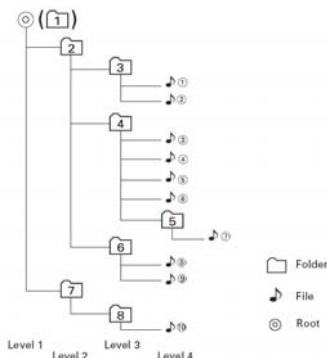 (1)
2
3
①
②
4
③
④
⑤
⑥
5
⑦
6
⑧
⑨
7
8
⑩
Folder
File
Root
Level 1
Level 2
Level 3
Level 4